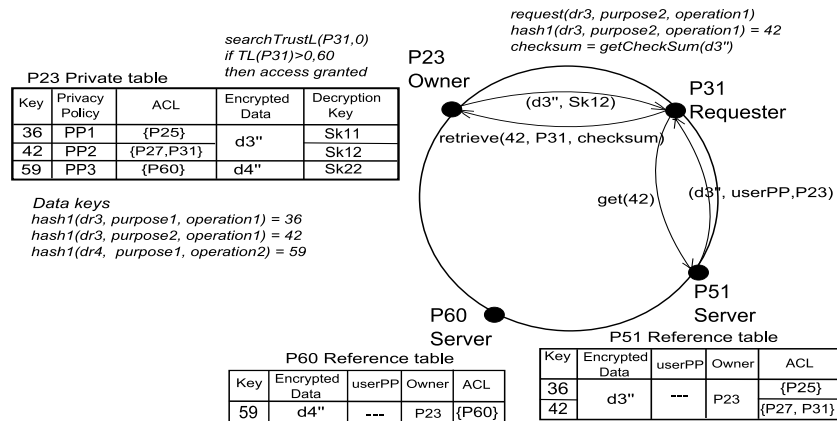 request(dr3, purpose2, operation1)
hash1(dr3, purpose2, operation1) = 42
checksum = getCheckSum(d3")
searchTrustL(P31,0)
if TL(P31)>0,60
then access granted
P23
Owner
P31
Requester
(d3", Sk12)
retrieve(42, P31, checksum)
get(42)
(d3", userPP,P23)
P23 Private table
Key Privacy Policy ACL Encrypted Data Decryption Key
36 PP1 {P25} d3" Sk11
42 PP2 {P27,P31} Sk12
59 PP3 {P60} d4" Sk22
Data keys
hash1(dr3, purpose1, operation1) = 36
hash1(dr3, purpose2, operation1) = 42
hash1(dr4, purpose1, operation2) = 59
P60
Server
P51
Server
P60 Reference table
Key Encrypted Data userPP Owner ACL
59 d4" --- P23 {P60}
P51 Reference table
Key Encrypted Data userPP Owner ACL
36 d3" --- P23 {P25}
42 {P27, P31}